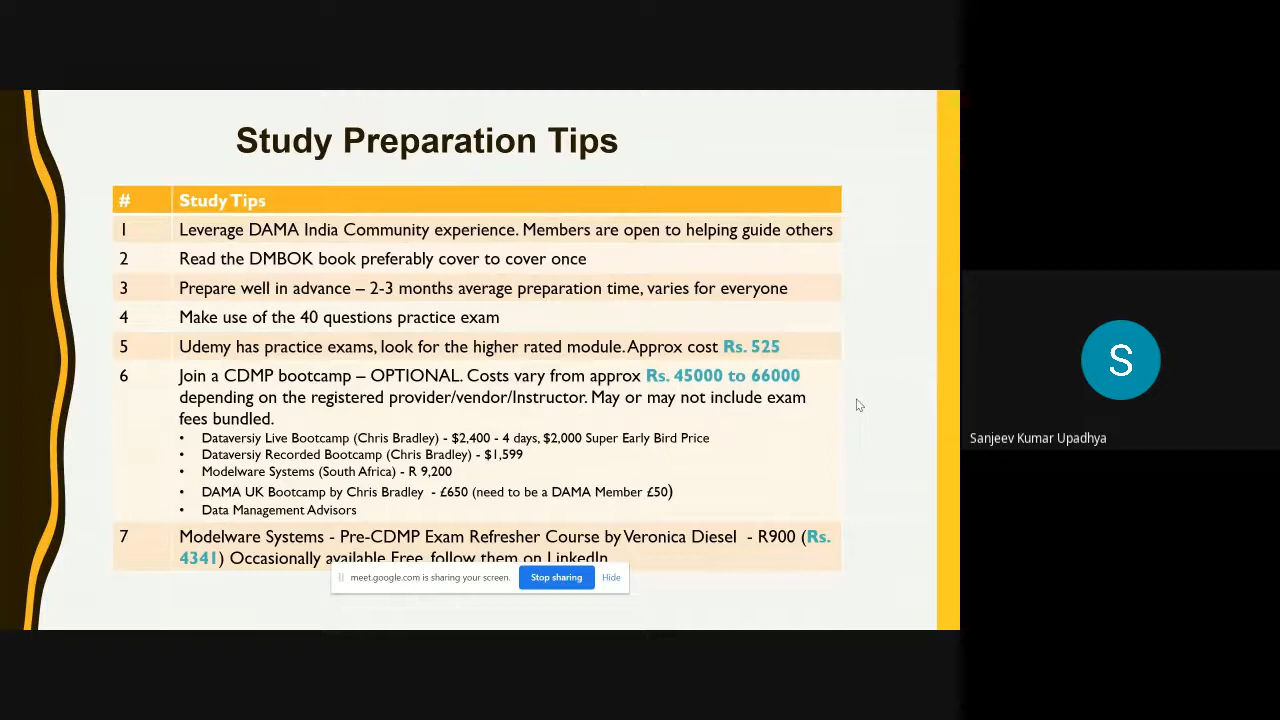 Study Preparation Tips
# Study Tips
1 Leverage DAMA India Community experience. Members are open to helping guide others
2 Read the DMBOK book preferably cover to cover once
3 Prepare well in advance – 2-3 months average preparation time, varies for everyone
4 Make use of the 40 questions practice exam
5 Udemy has practice exams, look for the higher rated module. Approx cost Rs. 525
6 Join a CDMP bootcamp – OPTIONAL. Costs vary from approx Rs. 45000 to 66000
depending on the registered provider/vendor/Instructor. May or may not include exam
fees bundled.
• Dataversiy Live Bootcamp (Chris Bradley) - $2,400 - 4 days, $2,000 Super Early Bird Price
• Dataversiy Recorded Bootcamp (Chris Bradley) - $1,599
• Modelware Systems (South Africa) - R 9,200
• DAMA UK Bootcamp by Chris Bradley - £650 (need to be a DAMA Member £50)
• Data Management Advisors
7 Modelware Systems - Pre-CDMP Exam Refresher Course by Veronica Diesel - R900 (Rs.
4341) Occasionally available Free, follow them on LinkedIn
meet.google.com is sharing your screen. Stop sharing Hide
S
Sanjeev Kumar Upadhya